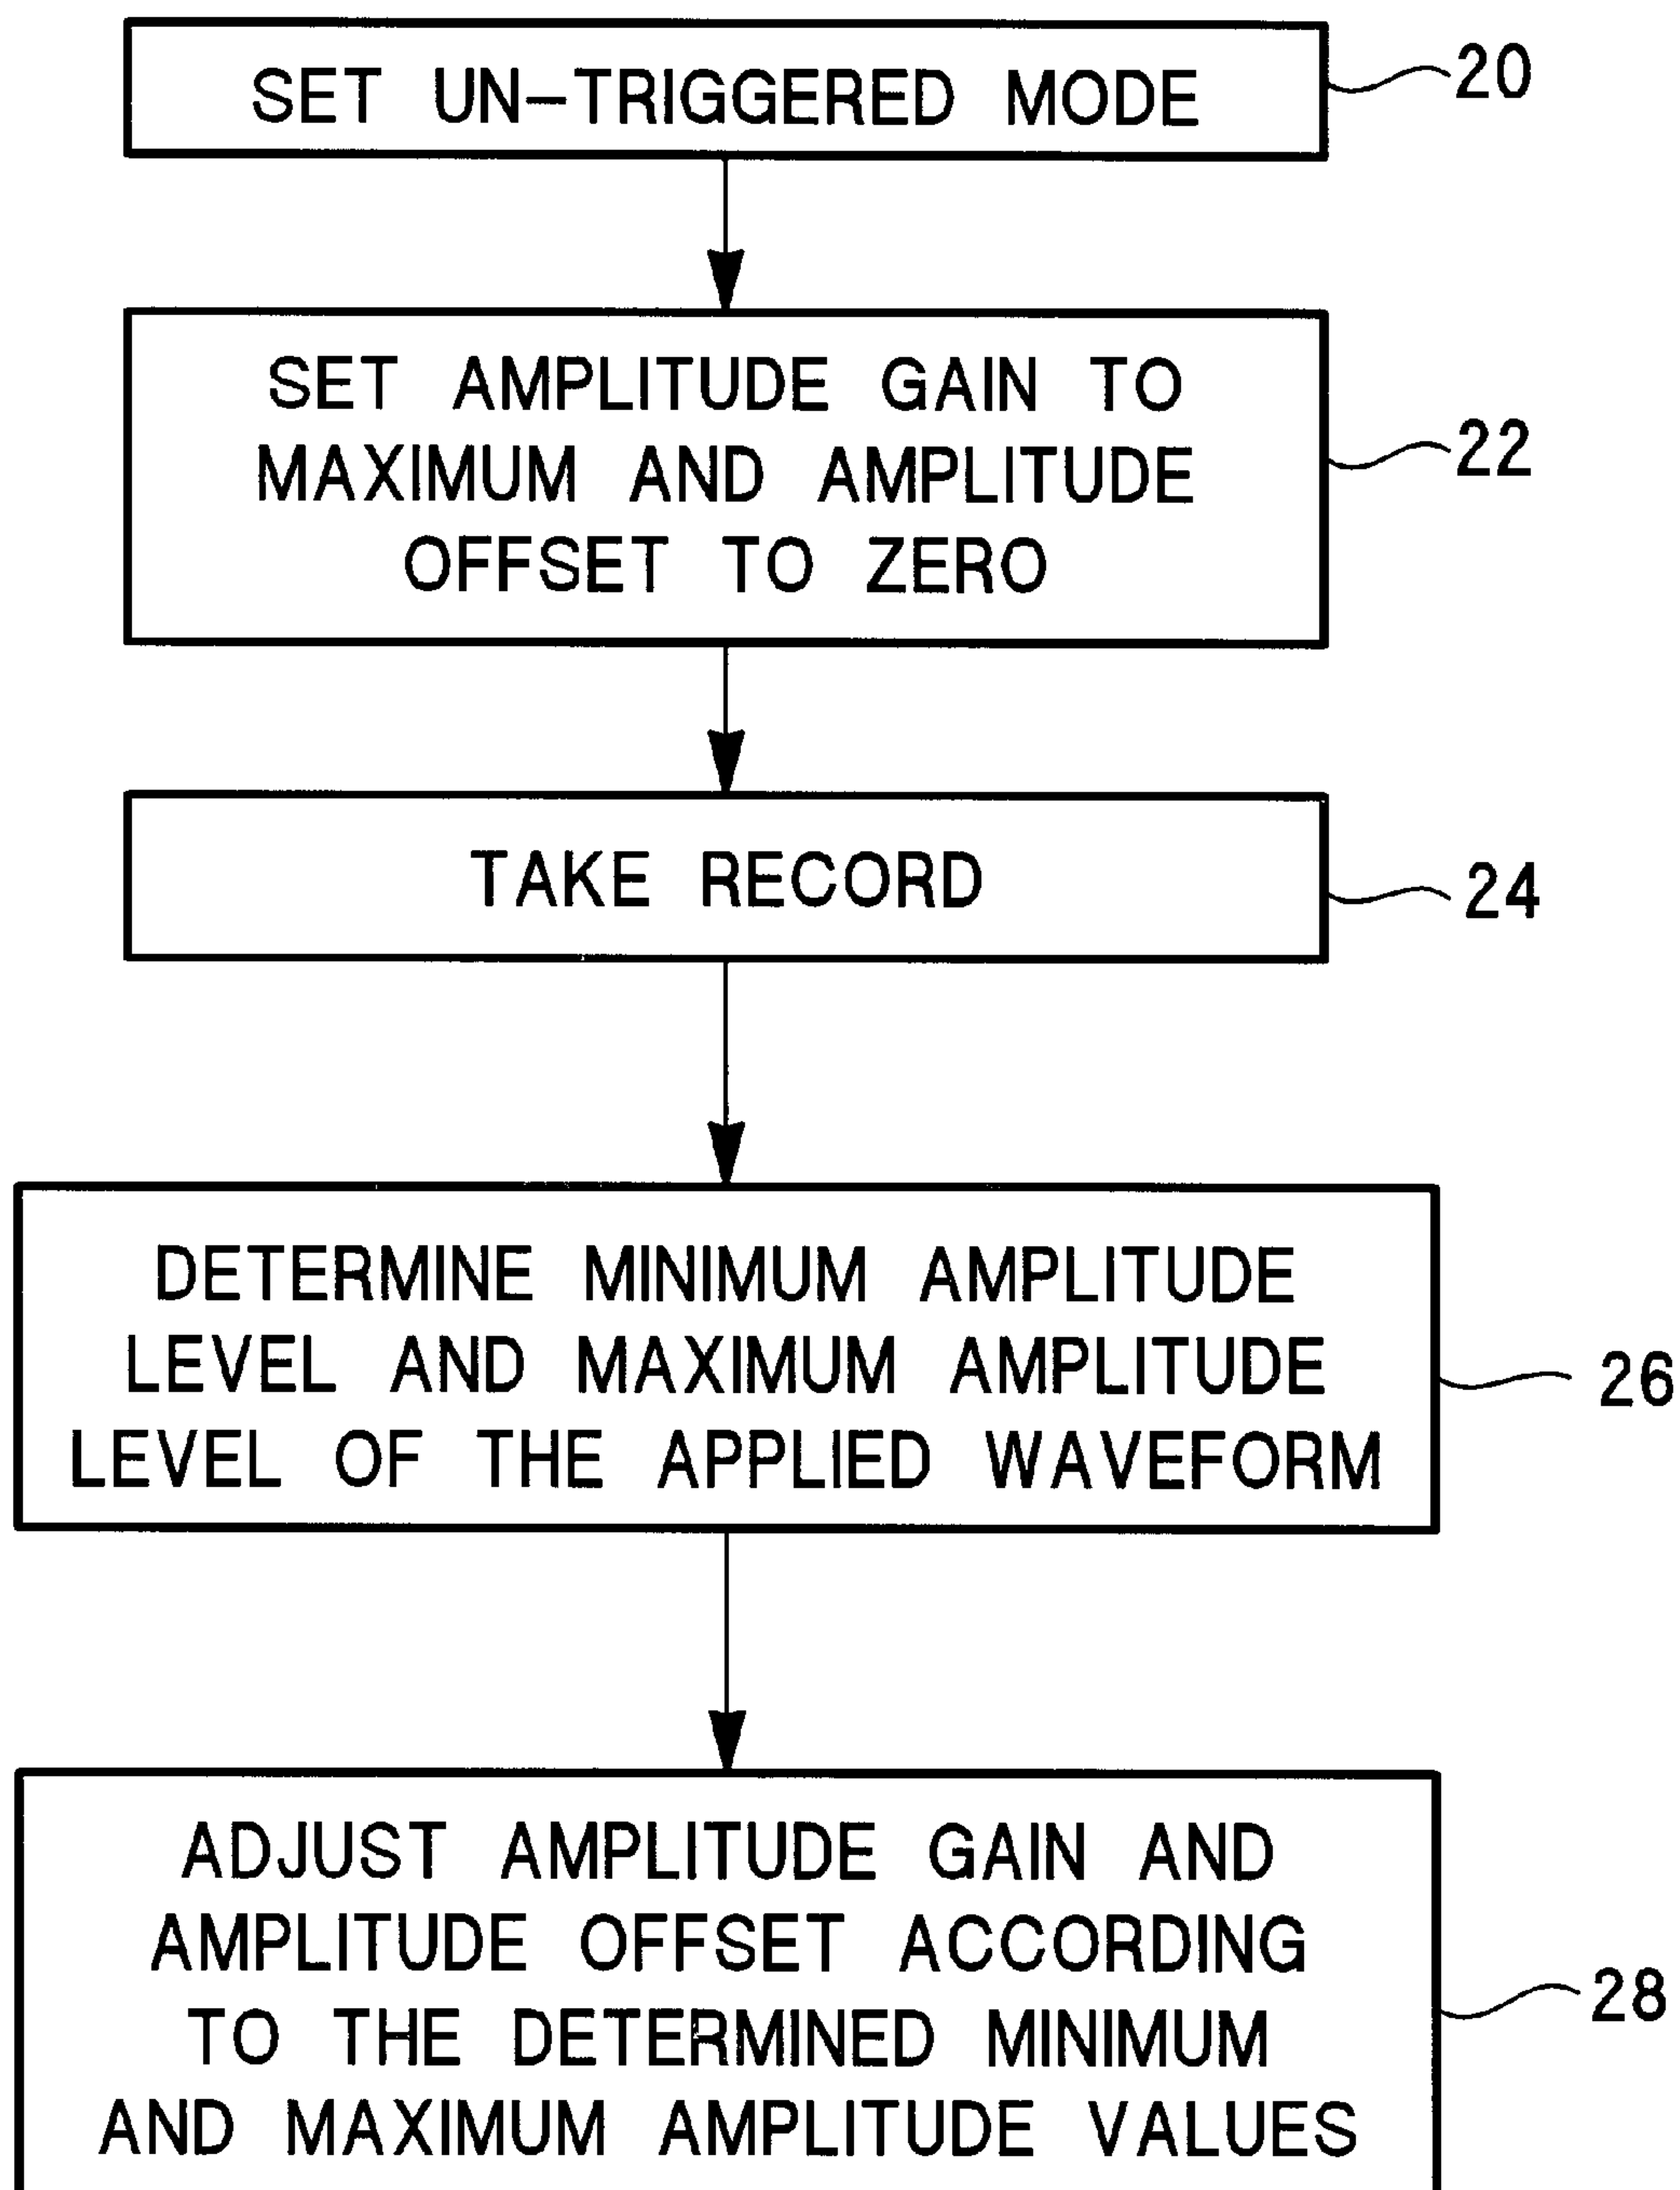 SET UN-TRIGGERED MODE
20
SET AMPLITUDE GAIN TO
MAXIMUM AND AMPLITUDE
OFFSET TO ZERO
22
TAKE RECORD
24
DETERMINE MINIMUM AMPLITUDE
LEVEL AND MAXIMUM AMPLITUDE
LEVEL OF THE APPLIED WAVEFORM
26
ADJUST AMPLITUDE GAIN AND
AMPLITUDE OFFSET ACCORDING
TO THE DETERMINED MINIMUM
AND MAXIMUM AMPLITUDE VALUES
28